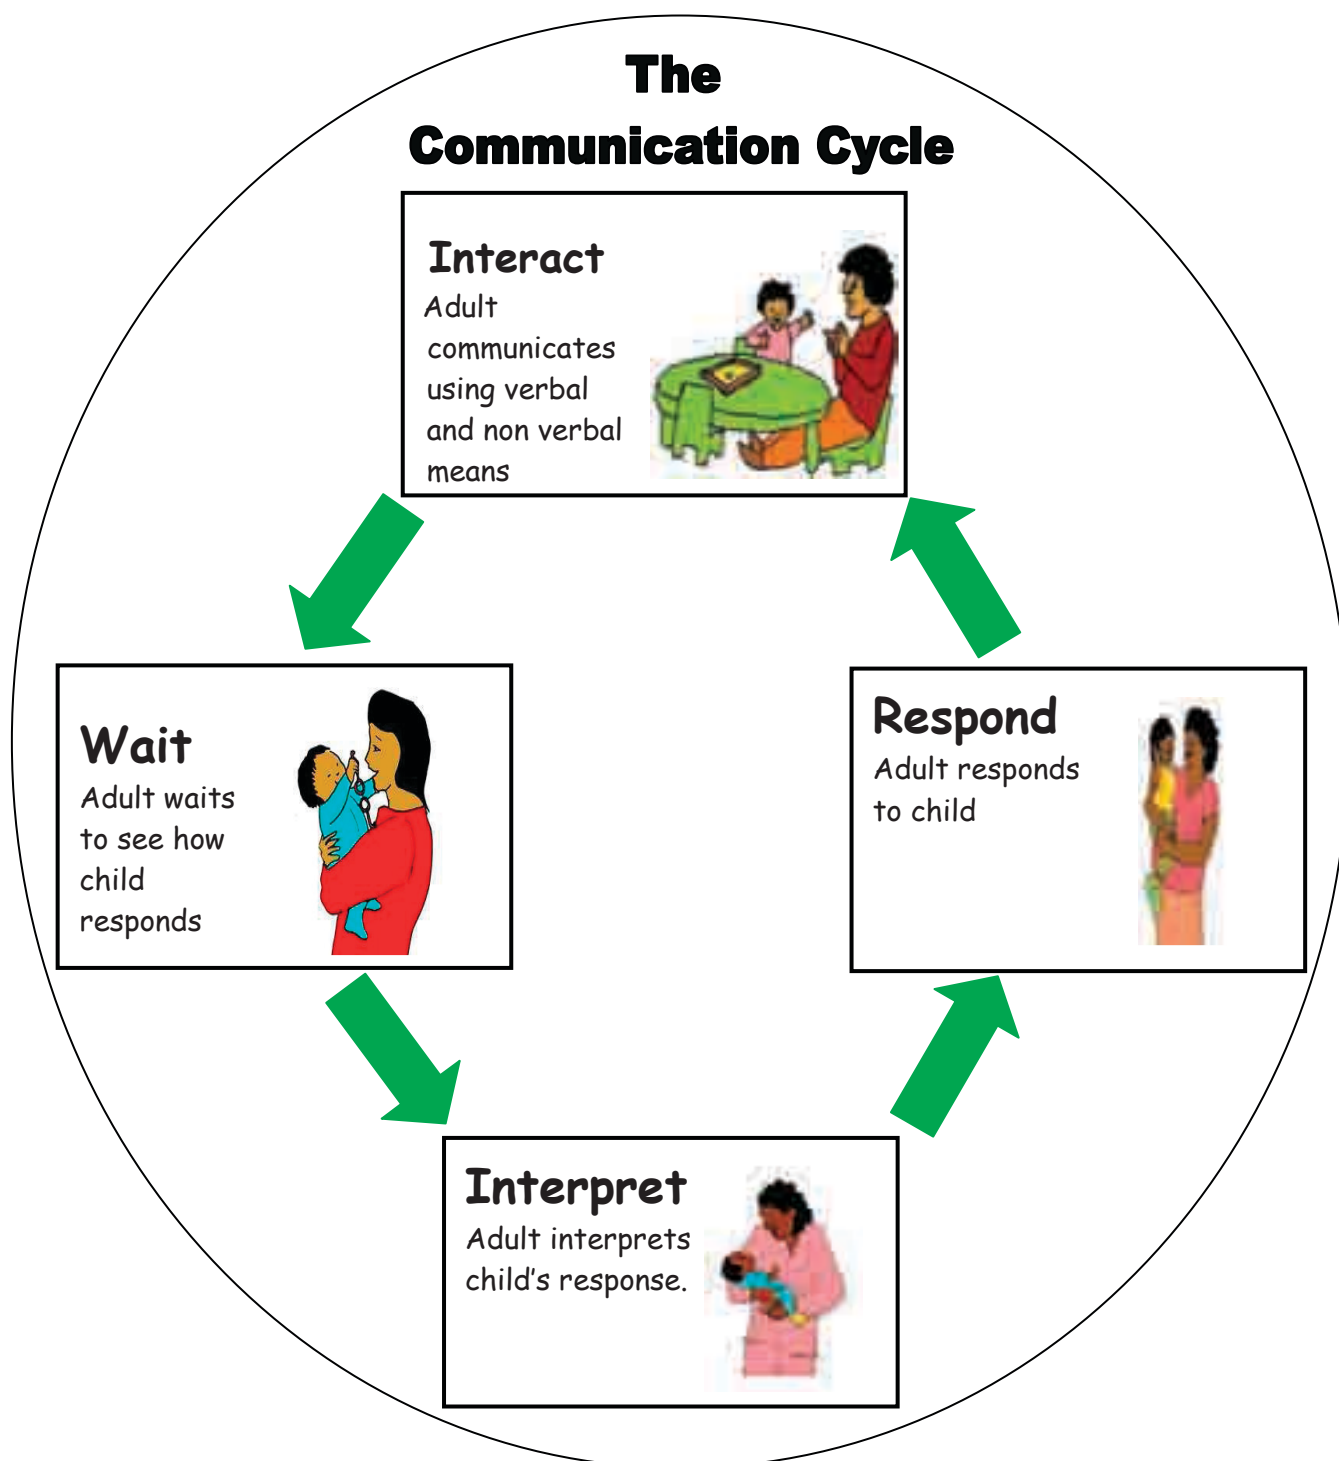 The
Communication Cycle
Interact
Adult
communicates
using verbal
and non verbal
means
Wait
Adult waits
to see how
child
responds
Respond
Adult responds
to child
Interpret
Adult interprets
child's response.